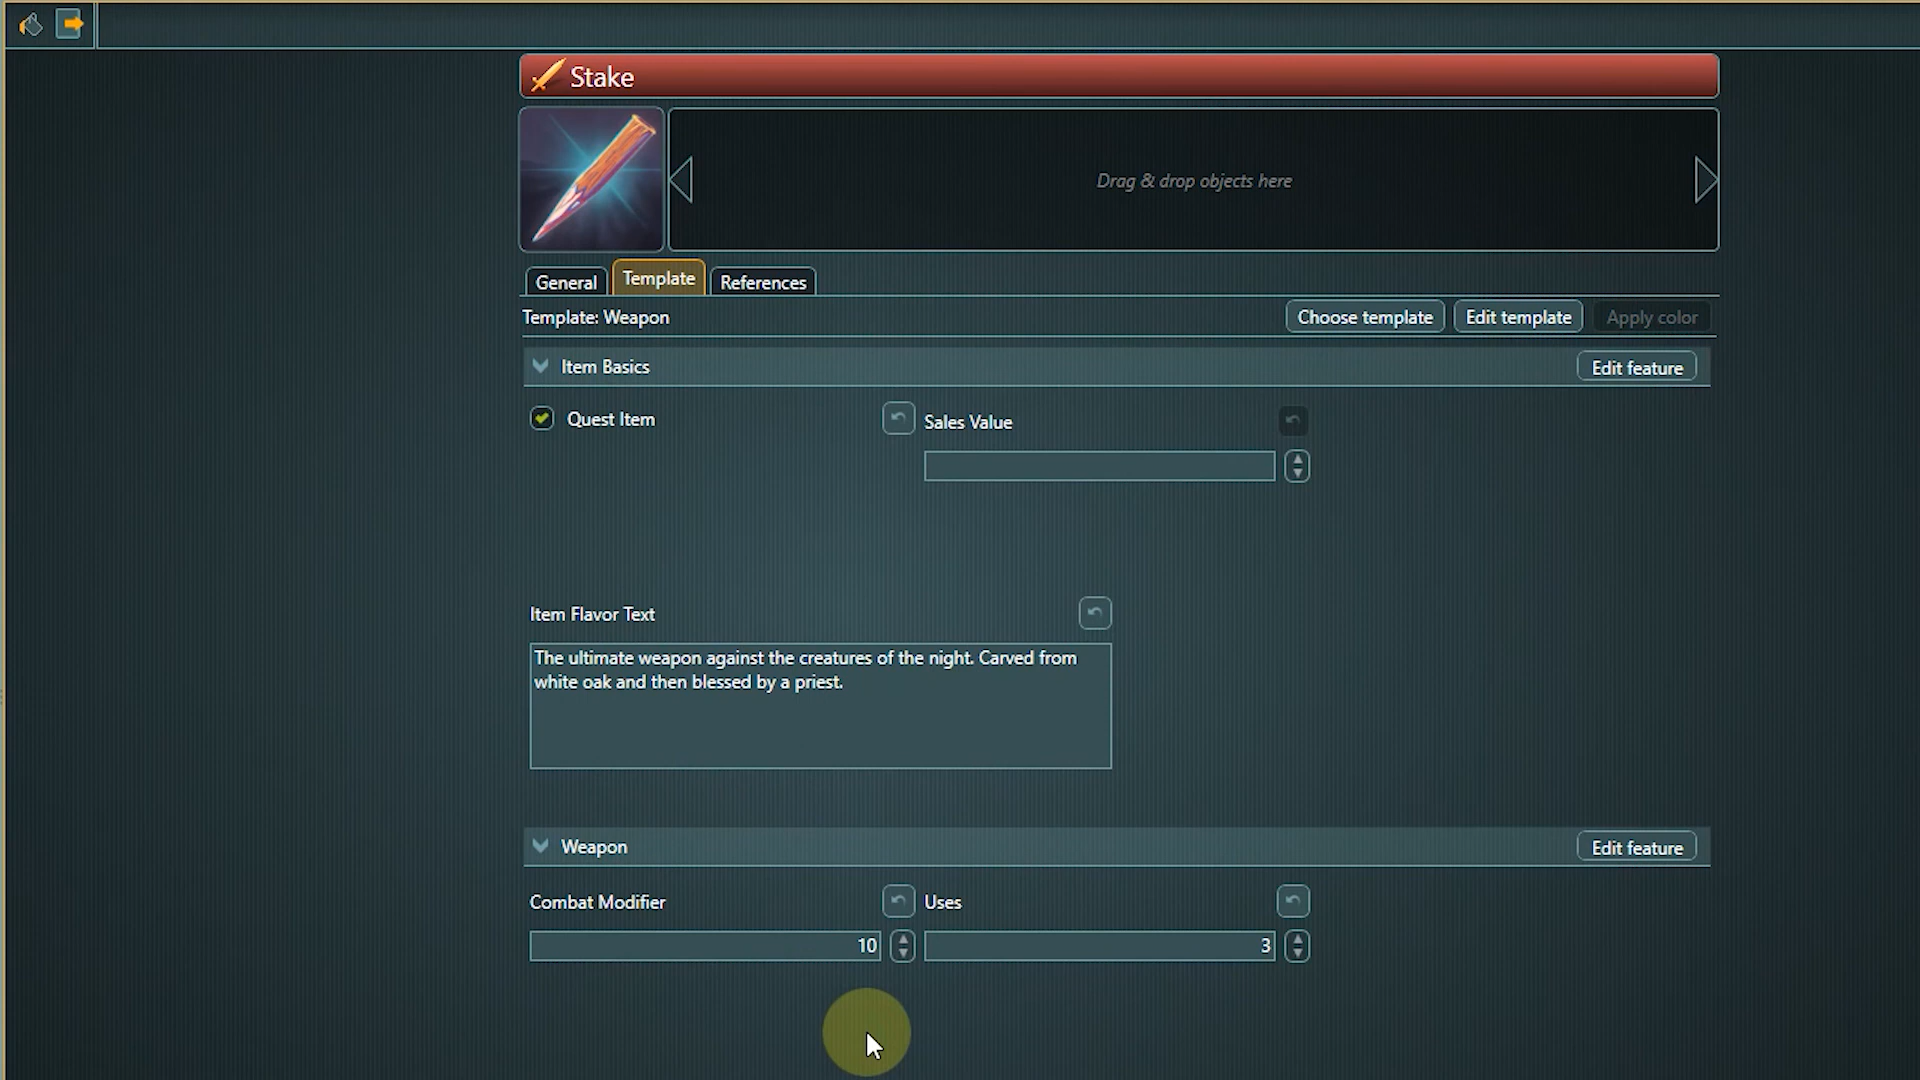 Stake
Drag & drop objects here
General
Template
References
Template: Weapon
Choose template
Edit template
Apply color
Item Basics
Edit feature
Quest Item
Sales Value
Item Flavor Text
The ultimate weapon against the creatures of the night. Carved from
white oak and then blessed by a priest.
Weapon
Edit feature
Combat Modifier
Uses
10
3